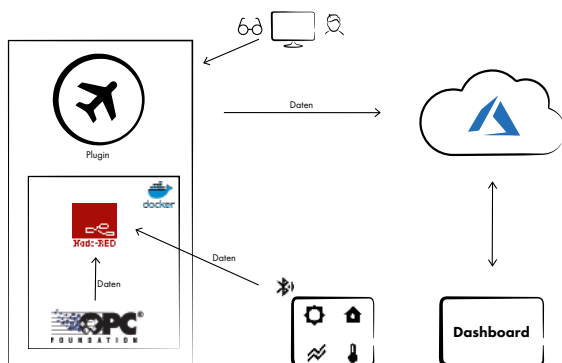 Daten
Plugin
docker
Node-RED
Daten
Daten
OPC®
FOUNDATION
Dashboard